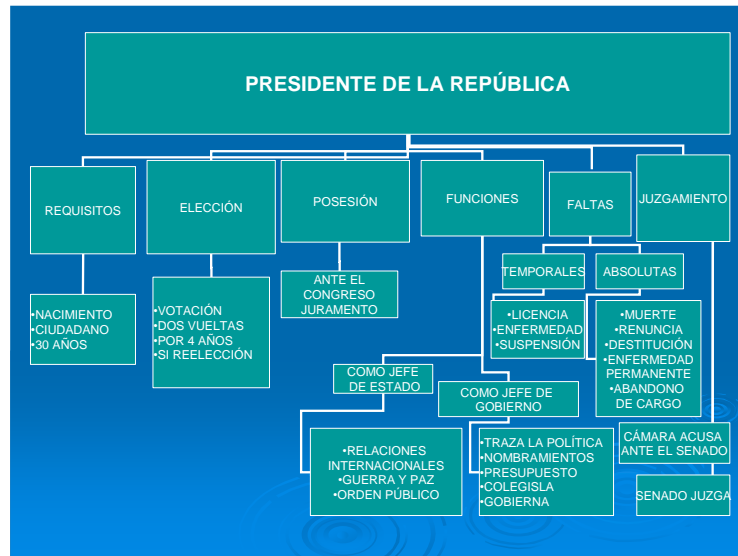 PRESIDENTE DE LA REPÚBLICA
REQUISITOS
ELECCIÓN
POSESIÓN
FUNCIONES
FALTAS
JUZGAMIENTO
•NACIMIENTO
•CIUDADANO
•30 AÑOS
•VOTACIÓN
•DOS VUELTAS
•POR 4 AÑOS
•SI REELECCIÓN
ANTE EL
CONGRESO
JURAMENTO
TEMPORALES
ABSOLUTAS
•LICENCIA
•ENFERMEDAD
•SUSPENSIÓN
•MUERTE
•RENUNCIA
•DESTITUCIÓN
•ENFERMEDAD
PERMANENTE
•ABANDONO
DE CARGO
COMO JEFE
DE ESTADO
COMO JEFE DE
GOBIERNO
•RELACIONES
INTERNACIONALES
•GUERRA Y PAZ
•ORDEN PÚBLICO
•TRAZA LA POLÍTICA
•NOMBRAMIENTOS
•PRESUPUESTO
•COLEGISLA
•GOBIERNA
CÁMARA ACUSA
ANTE EL SENADO
SENADO JUZGA